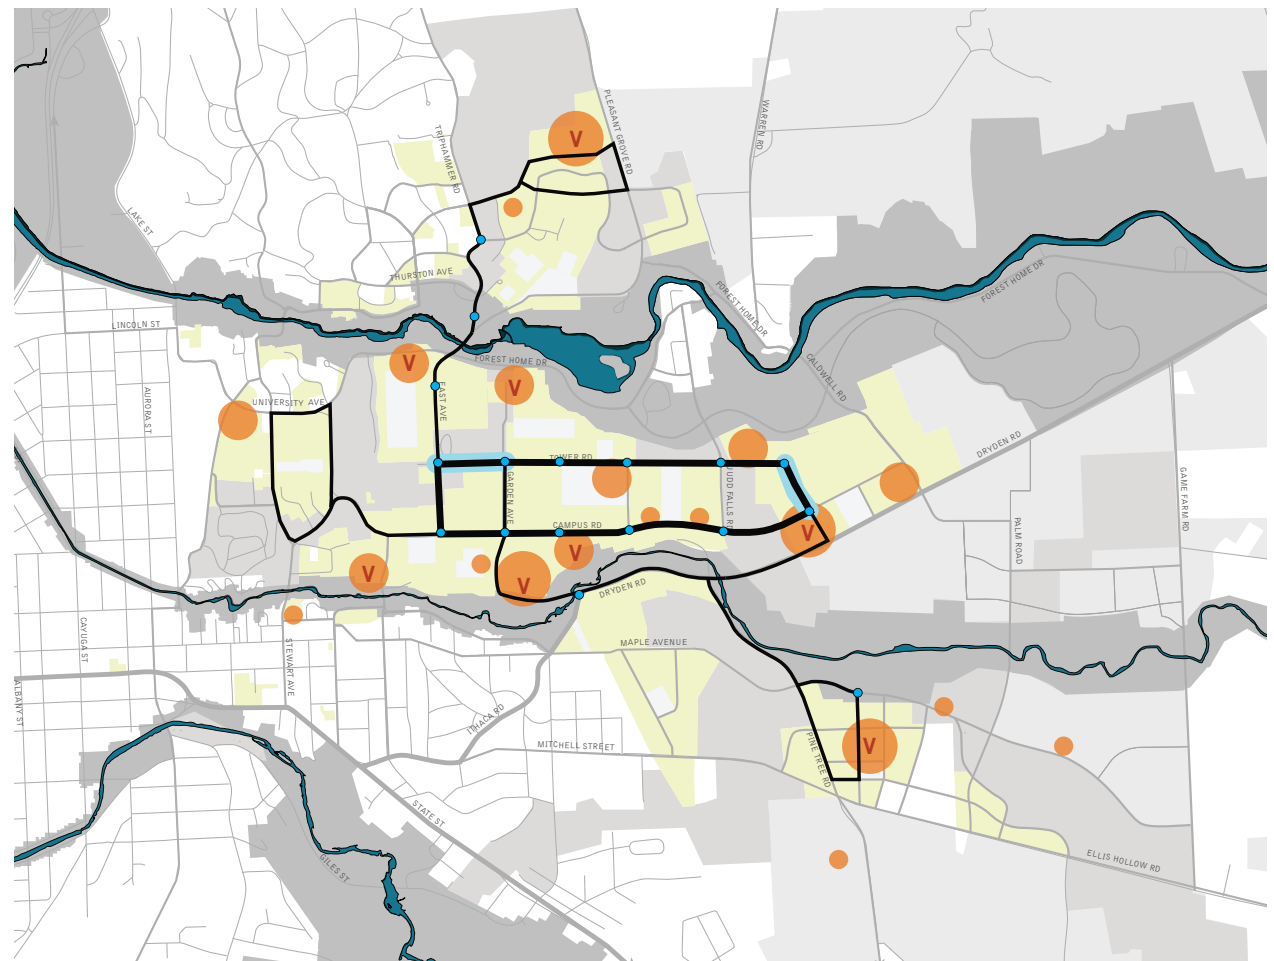 PLEASANT GROVE RD
WARREN RD
V
TRIPHAMMER RD
LAKE ST
THURSTON AVE
FOREST HOME DR
FOREST HOME DR
LINCOLN ST
V
FOREST HOME DR
V
CALDWELL RD
AURORA ST
UNIVERSITY AVE
EAST AVE
DRYDEN RD
TOWER RD
GARDEN AVE
JUDD FALLS RD
GAME FARM RD
CAMPUS RD
V
PALM ROAD
V
V
V
DRYDEN RD
CAYUGA ST
STEWART AVE
MAPLE AVENUE
ALBANY ST
ITHACA RD
MITCHELL STREET
PINE TREE RD
V
STATE ST
GILES ST
ELLIS HOLLOW RD